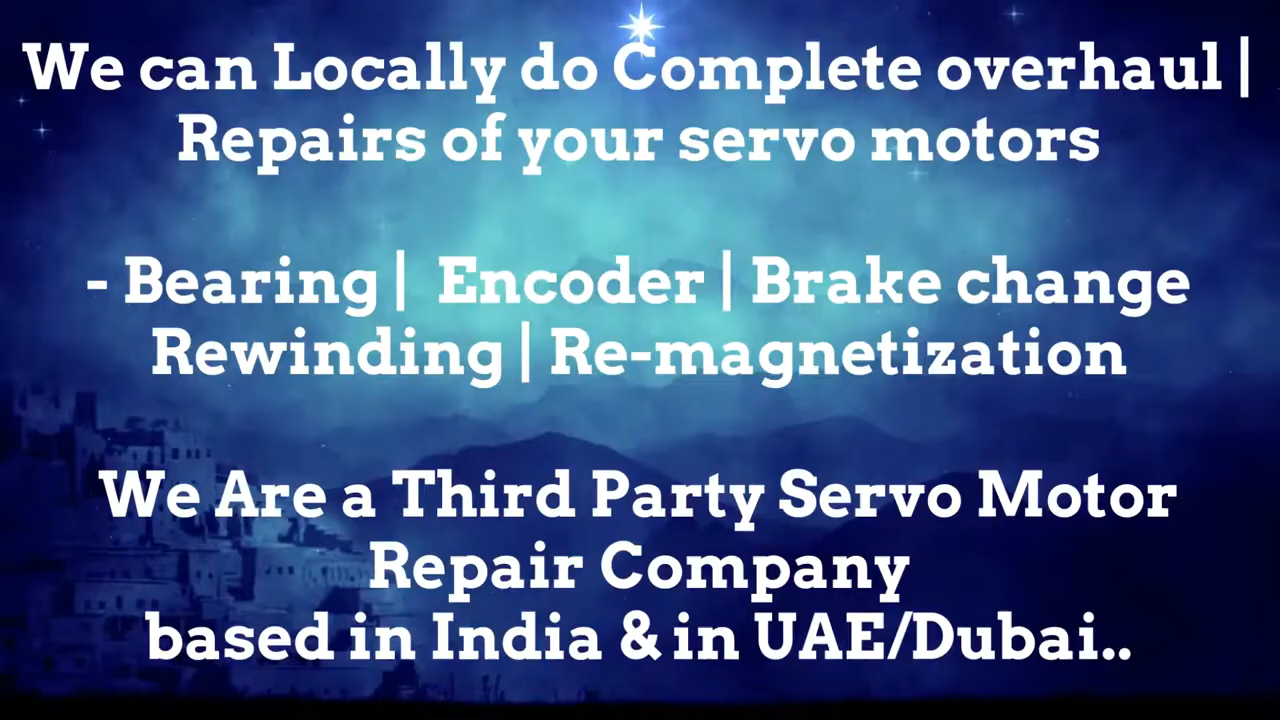 We can Locally do Complete overhaul |
Repairs of your servo motors
- Bearing | Encoder | Brake change
Rewinding | Re-magnetization
We Are a Third Party Servo Motor
Repair Company
based in India & in UAE/Dubai..